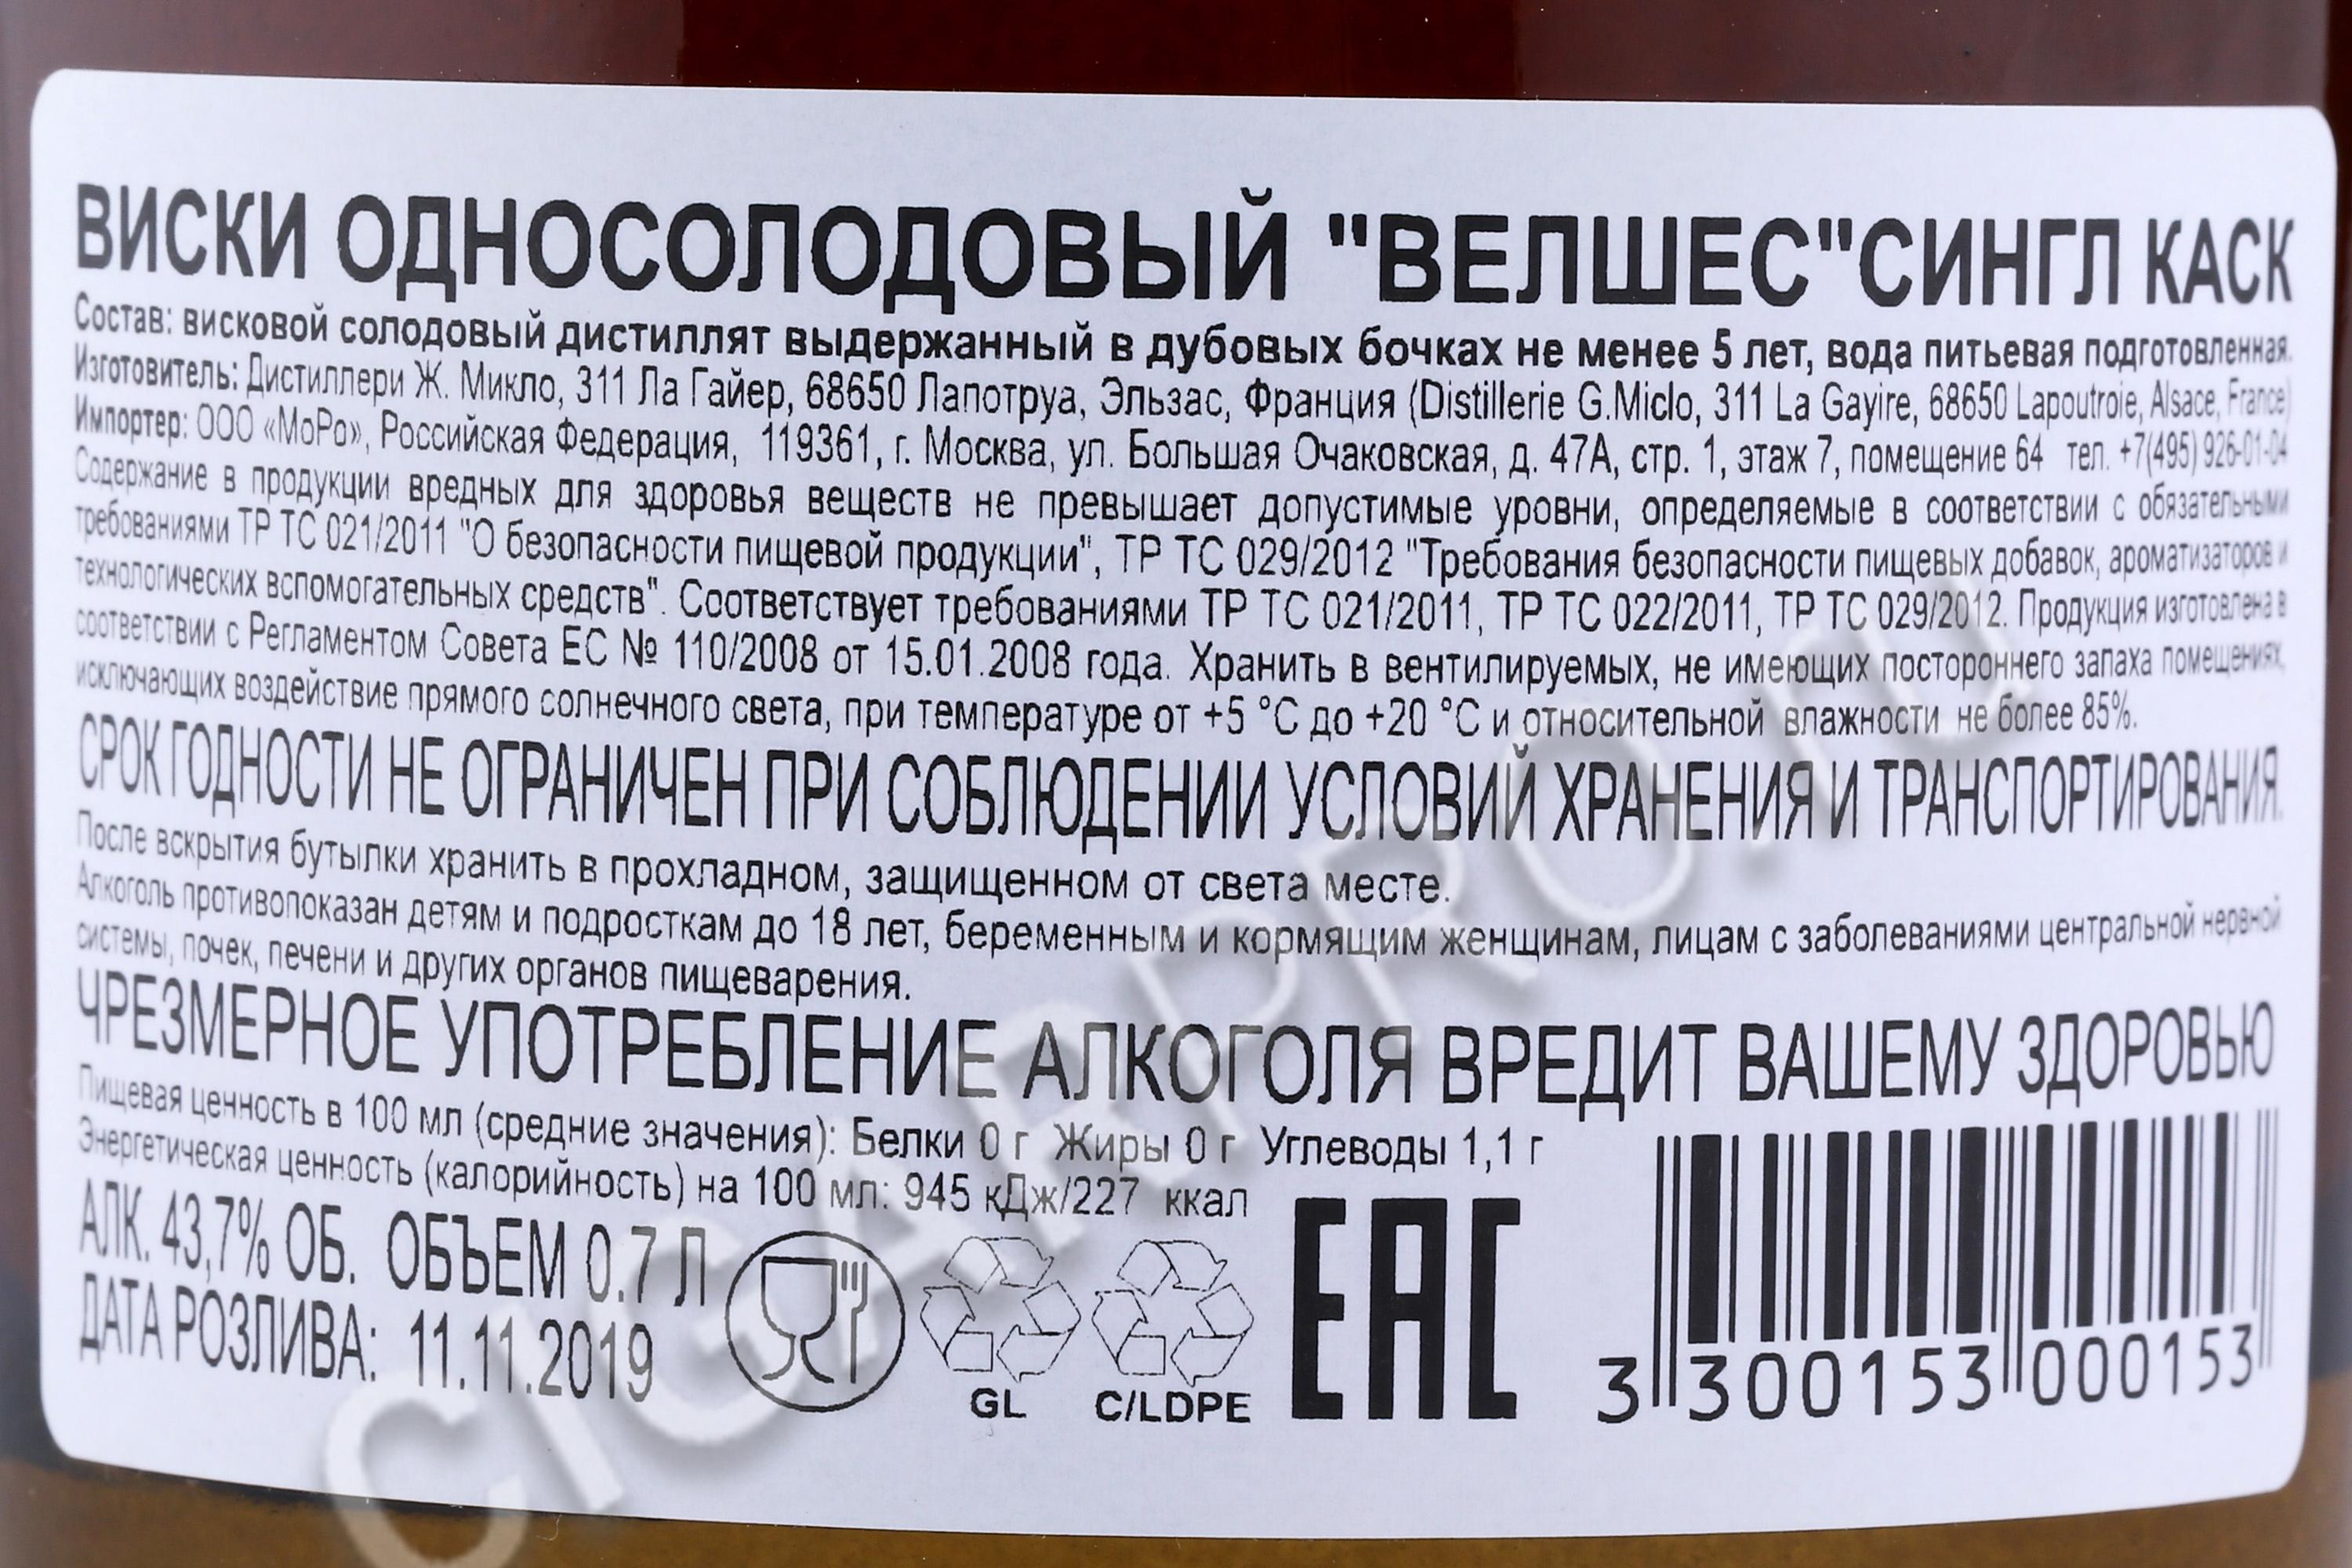 ВИСКИ ОДНОСОЛОДОВЫЙ "ВЕЛШЕС"СИНГЛ КАСК
Состав: висковой солодовый дистиллят выдержанный в дубовых бочках не менее 5 лет, вода питьевая подготовленная.
Изготовитель: Дистиллери Ж. Микло, 311 Ла Гайер, 68650 Лапотруа, Эльзас, Франция (Distillerie G.Miclo, 311 La Gayire, 68650 Lapoutroie, Alsace, France)
Импортер: ООО «МоРо», Российская Федерация, 119361, г. Москва, ул. Большая Очаковская, д. 47А, стр. 1, этаж 7, помещение 64 тел. +7(495) 926-01-04
Содержание в продукции вредных для здоровья веществ не превышает допустимые уровни, определяемые в соответствии с обязательными
требованиями ТР ТС 021/2011 "О безопасности пищевой продукции", ТР ТС 029/2012 "Требования безопасности пищевых добавок, ароматизаторов и
технологических вспомогательных средств". Соответствует требованиями ТР ТС 021/2011, ТР ТС 022/2011, ТР ТС 029/2012. Продукция изготовлена в
соответствии с Регламентом Совета ЕС № 110/2008 от 15.01.2008 года. Хранить в вентилируемых, не имеющих постороннего запаха помещениях,
исключающих воздействие прямого солнечного света, при температуре от +5 °С до +20 °С и относительной влажности не более 85%.
СРОК ГОДНОСТИ НЕ ОГРАНИЧЕН ПРИ СОБЛЮДЕНИИ УСЛОВИЙ ХРАНЕНИЯ И ТРАНСПОРТИРОВАНИЯ.
После вскрытия бутылки хранить в прохладном, защищенном от света месте.
Алкоголь противопоказан детям и подросткам до 18 лет, беременным и кормящим женщинам, лицам с заболеваниями центральной нервной
системы, почек, печени и других органов пищеварения.
ЧРЕЗМЕРНОЕ УПОТРЕБЛЕНИЕ АЛКОГОЛЯ ВРЕДИТ ВАШЕМУ ЗДОРОВЬЮ
Пищевая ценность в 100 мл (средние значения): Белки 0 г Жиры 0 г Углеводы 1,1 г
Энергетическая ценность (калорийность) на 100 мл: 945 кДж/227 ккал
АЛК. 43,7% ОБ. ОБЪЕМ 0.7 Л
ДАТА РОЗЛИВА: 11.11.2019
GL
C/LDPE
EAC
3 300153 000153
CIGARPRO.ru